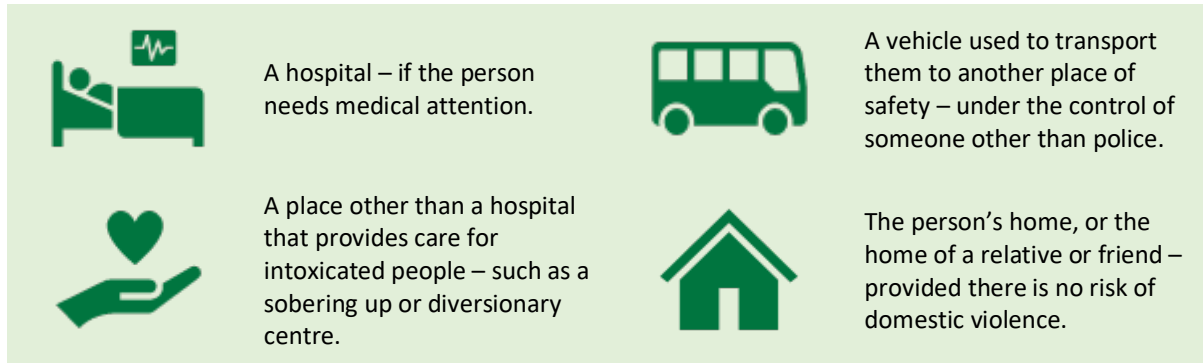 A hospital – if the person
needs medical attention.
A vehicle used to transport
them to another place of
safety – under the control of
someone other than police.
A place other than a hospital
that provides care for
intoxicated people – such as a
sobering up or diversionary
centre.
The person’s home, or the
home of a relative or friend –
provided there is no risk of
domestic violence.